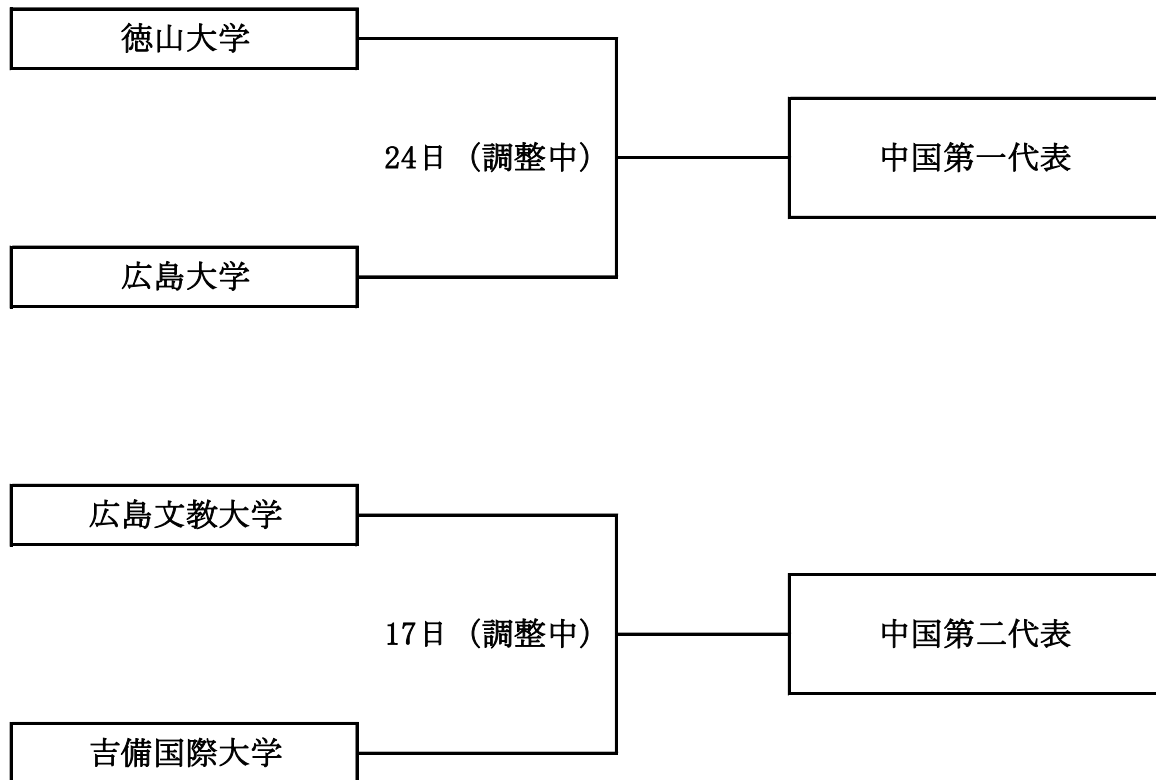 徳山大学
24日（調整中）
中国第一代表
広島大学
広島文教大学
17日（調整中）
中国第二代表
吉備国際大学